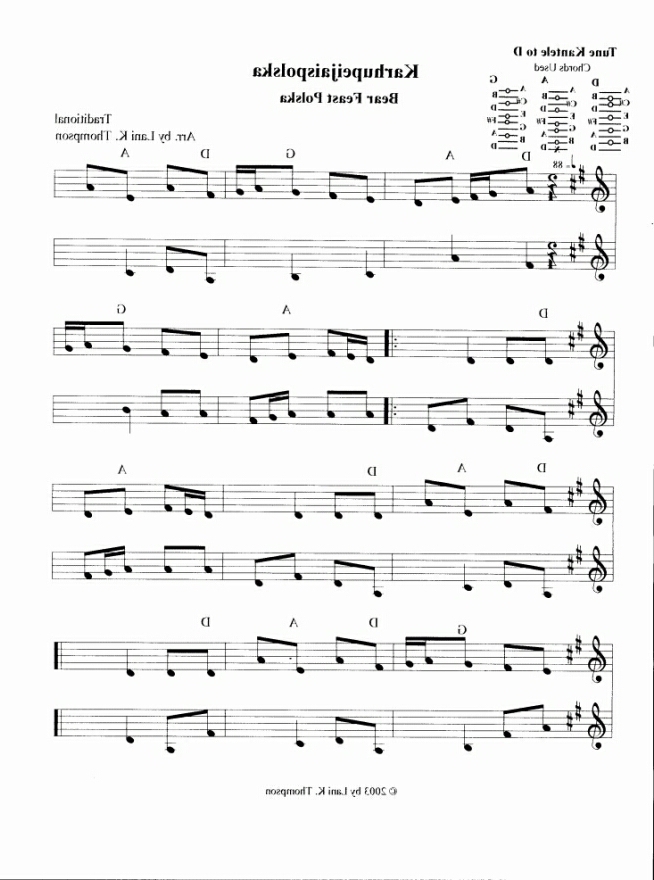 Tune Kantele to D
Chords Used
D A G
Karhupeijaispolska
Bear Feast Polska
Traditional
Arr. by Lani K. Thompson
= 88
D A G D A
D A G
D A D A
G D A D
© 2003 by Lani K. Thompson